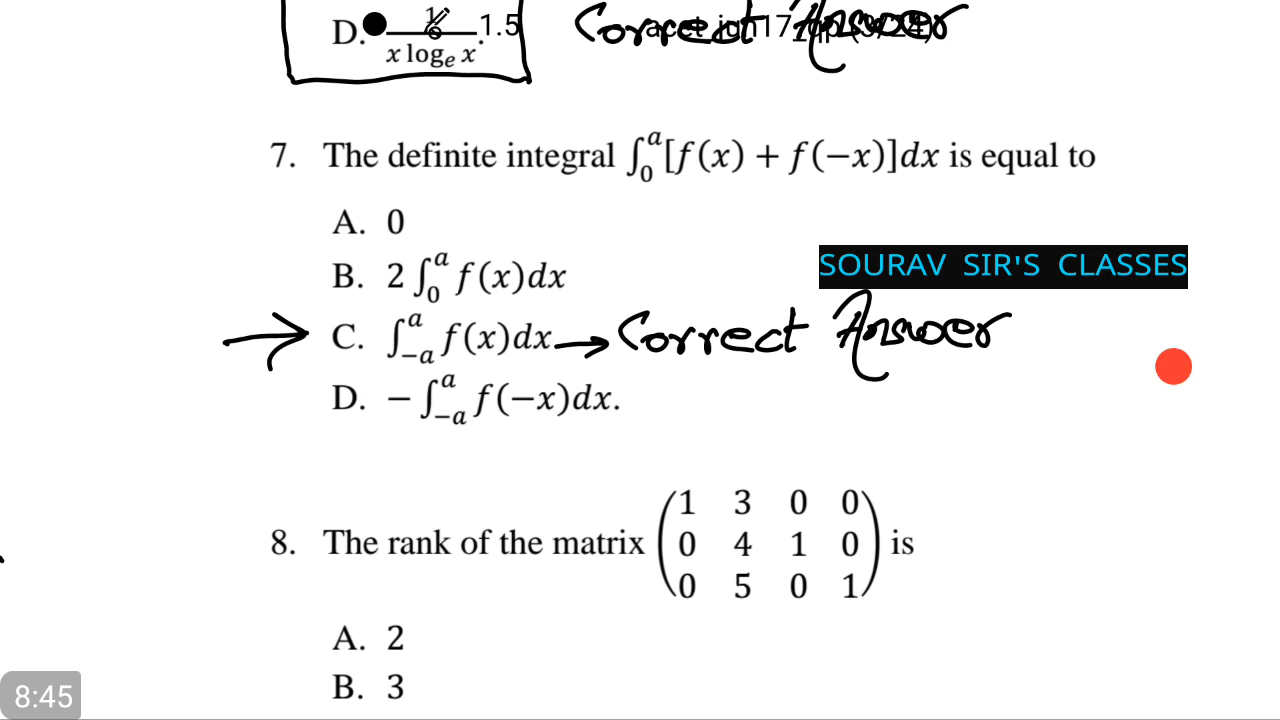 D. 1/(x logₑ x). 1.5 Correct Answer
7. The definite integral ∫₀ᵃ[f(x) + f(−x)]dx is equal to
A. 0
B. 2 ∫₀ᵃ f(x)dx
SOURAV SIR'S CLASSES
C. ∫₋ₐᵃ f(x)dx → Correct Answer
D. − ∫₋ₐᵃ f(−x)dx.
8. The rank of the matrix (1 3 0 0
0 4 1 0
0 5 0 1) is
A. 2
B. 3
8:45